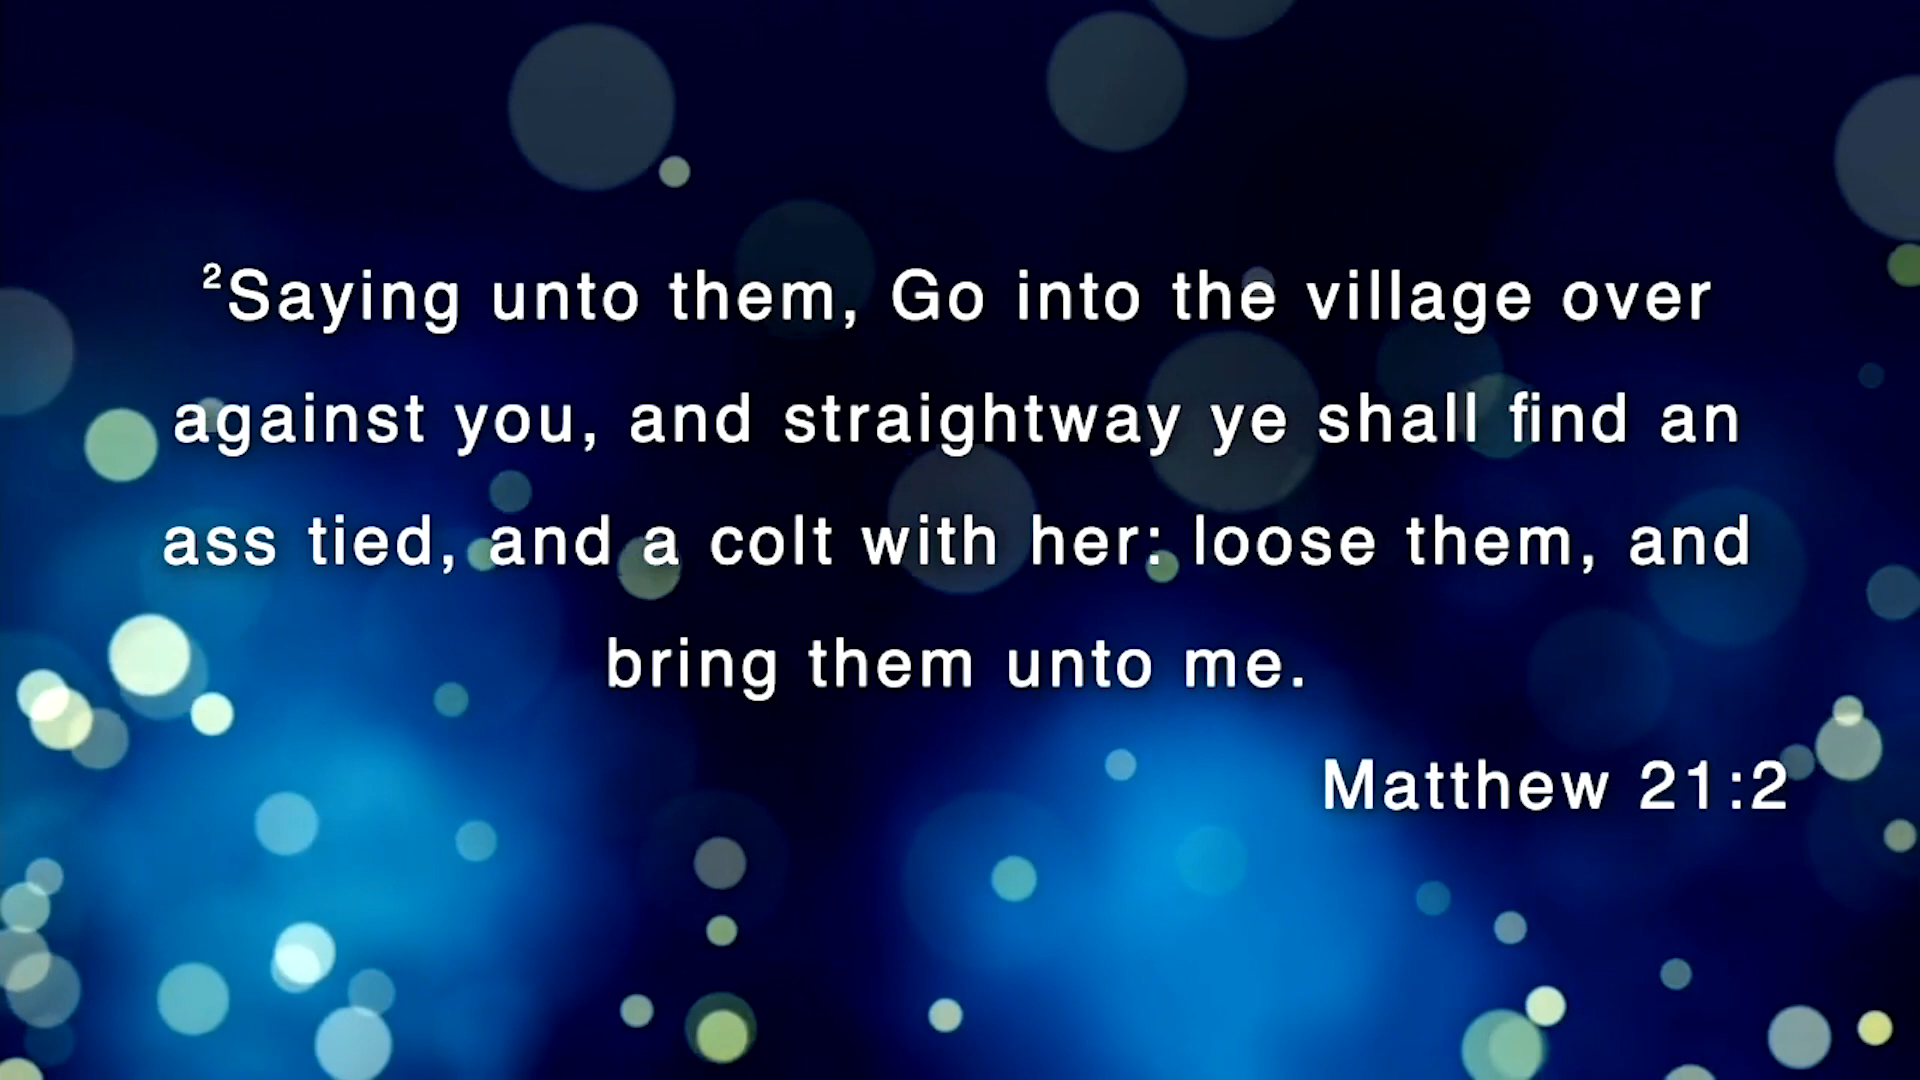 ²Saying unto them, Go into the village over
against you, and straightway ye shall find an
ass tied, and a colt with her: loose them, and
bring them unto me.
Matthew 21:2